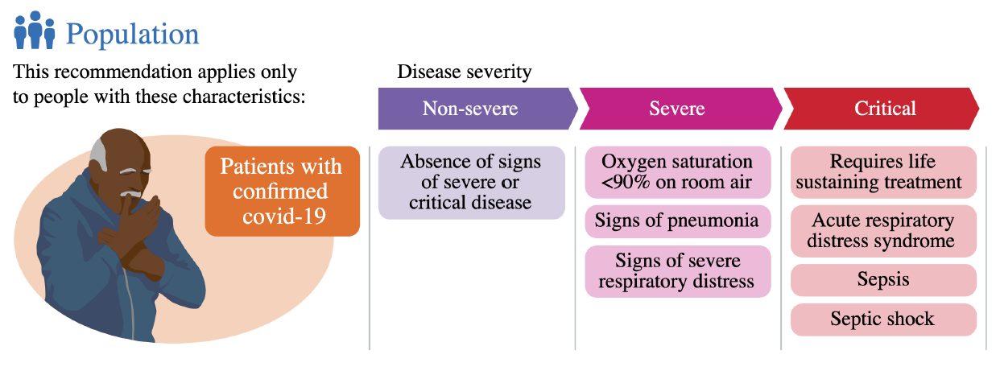 Population
This recommendation applies only
to people with these characteristics:
Patients with
confirmed
covid-19
Disease severity
Non-severe
Absence of signs
of severe or
critical disease
Severe
Oxygen saturation
<90% on room air
Signs of pneumonia
Signs of severe
respiratory distress
Critical
Requires life
sustaining treatment
Acute respiratory
distress syndrome
Sepsis
Septic shock